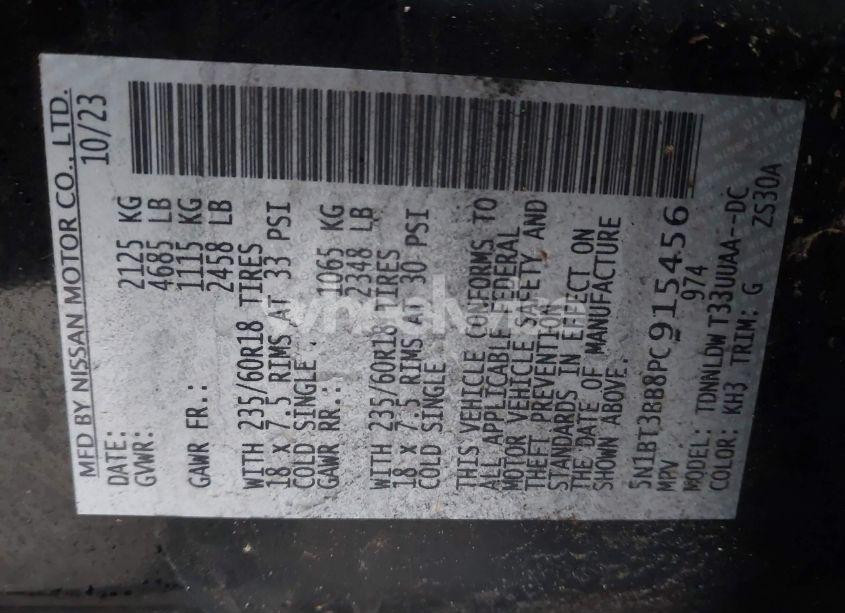 MFD BY NISSAN MOTOR CO., LTD.
DATE: 10/23
GVWR: 2125 KG
4685 LB
GAWR FR.: 1115 KG
2458 LB
WITH 235/60R18 TIRES
18 X 7.5 RIMS AT 33 PSI
COLD SINGLE .
GAWR RR.: 1065 KG
2348 LB
WITH 235/60R18 TIRES
18 X 7.5 RIMS AT 30 PSI
COLD SINGLE
THIS VEHICLE CONFORMS TO
ALL APPLICABLE FEDERAL
MOTOR VEHICLE SAFETY AND
THEFT PREVENTION
STANDARDS IN EFFECT ON
THE DATE OF MANUFACTURE
SHOWN ABOVE.
5N1BT3BB8PC915456
MPV 974
MODEL: TDNNLDW T33UUAA--DC
COLOR: KH3 TRIM: G ZS30A